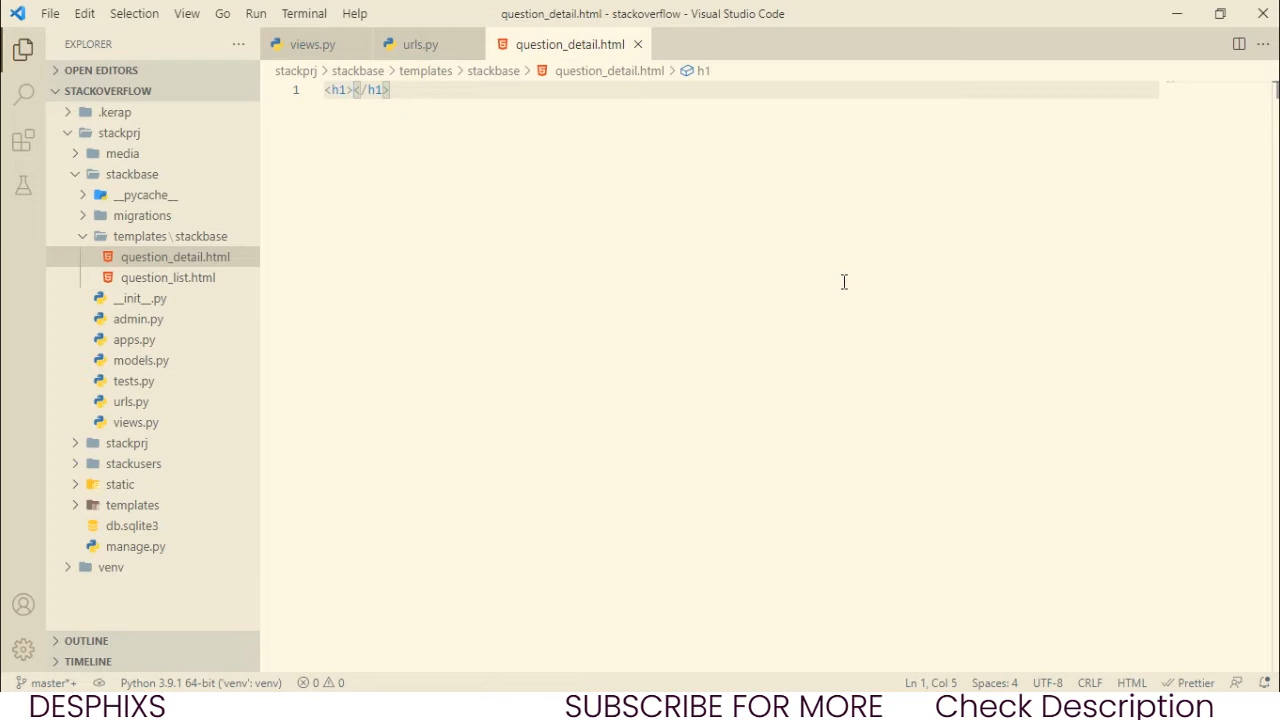 File Edit Selection View Go Run Terminal Help question_detail.html - stackoverflow - Visual Studio Code
EXPLORER
views.py urls.py question_detail.html
OPEN EDITORS
stackprj > stackbase > templates > stackbase > question_detail.html > h1
STACKOVERFLOW
1 <h1></h1>
.kerap
stackprj
media
stackbase
__pycache__
migrations
templates\stackbase
question_detail.html
question_list.html
__init__.py
admin.py
apps.py
models.py
tests.py
urls.py
views.py
stackprj
stackusers
static
templates
db.sqlite3
manage.py
venv
OUTLINE
TIMELINE
master*+ Python 3.9.1 64-bit ('venv': venv) 0 0 Ln 1, Col 5 Spaces: 4 UTF-8 CRLF HTML Prettier
DESPHIXS SUBSCRIBE FOR MORE Check Description